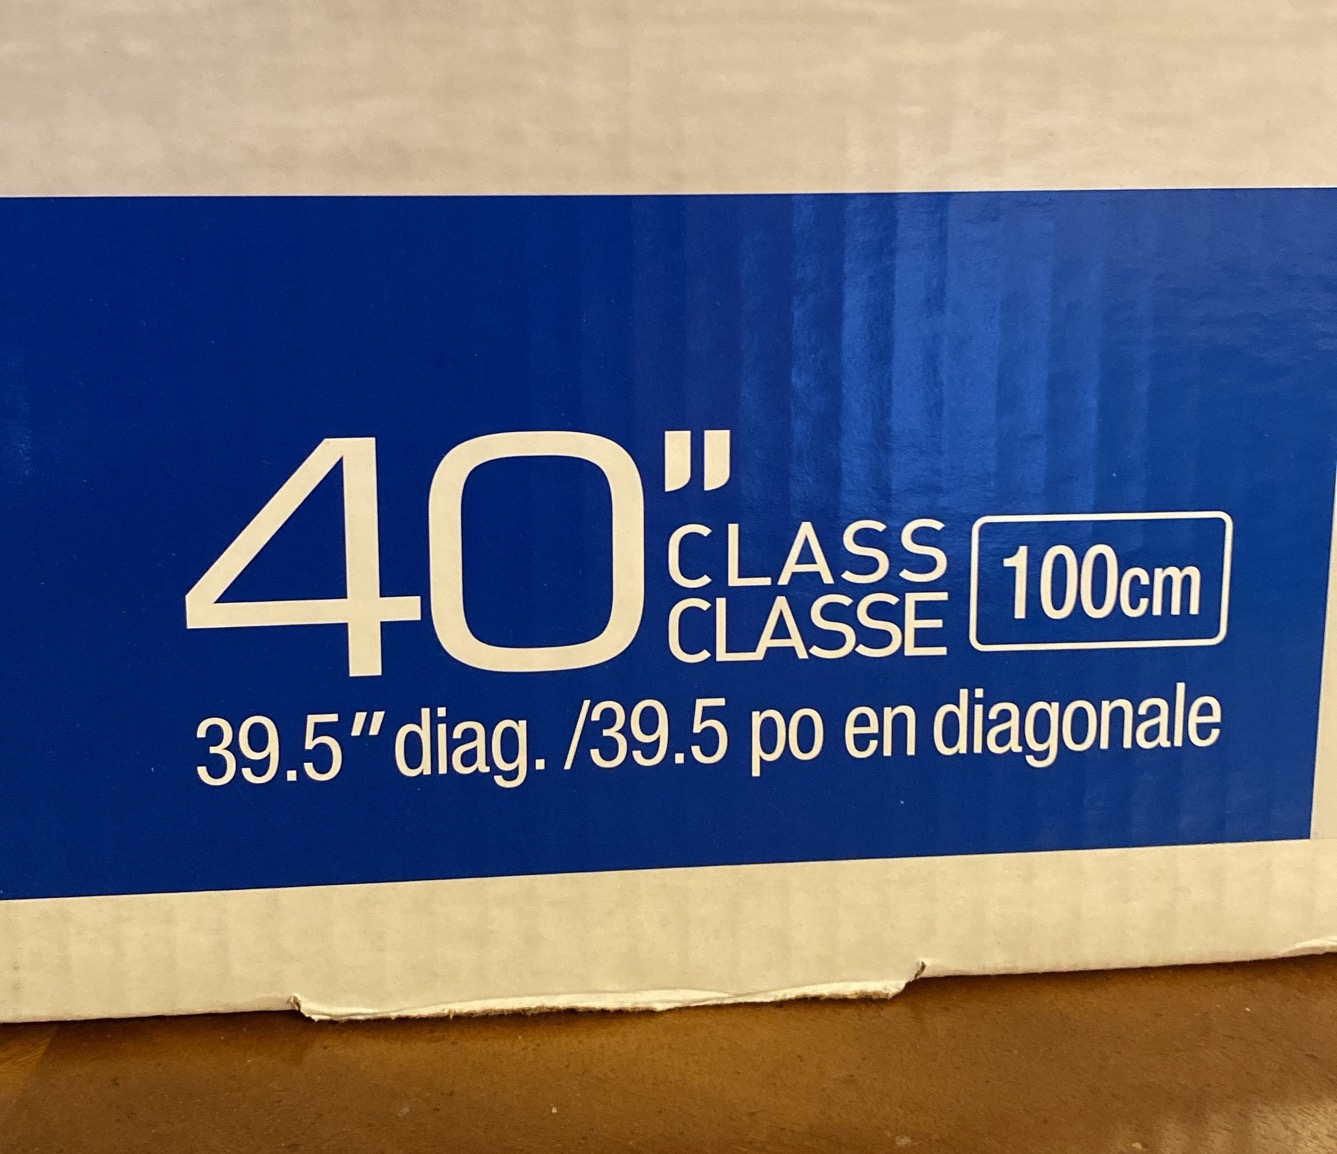 40" CLASS
CLASSE 100cm
39.5" diag. /39.5 po en diagonale